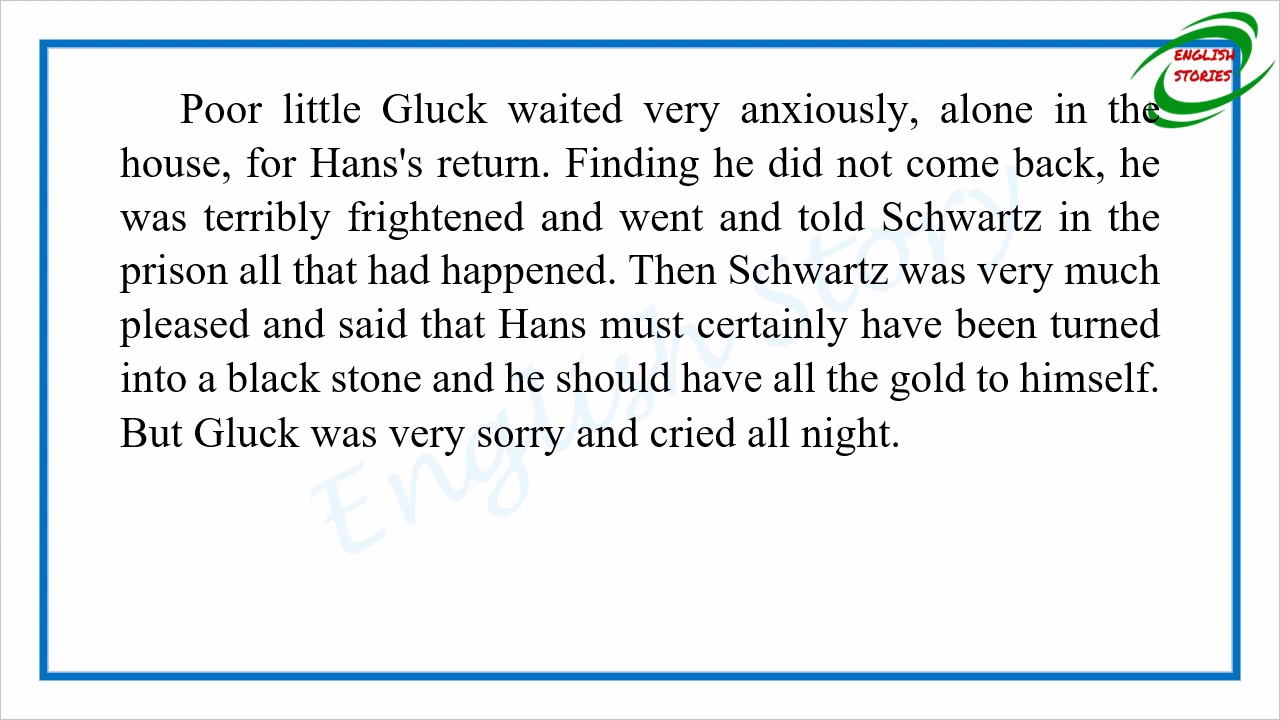 ENGLISH
STORIES
Poor little Gluck waited very anxiously, alone in the
house, for Hans's return. Finding he did not come back, he
was terribly frightened and went and told Schwartz in the
prison all that had happened. Then Schwartz was very much
pleased and said that Hans must certainly have been turned
into a black stone and he should have all the gold to himself.
But Gluck was very sorry and cried all night.
English Story